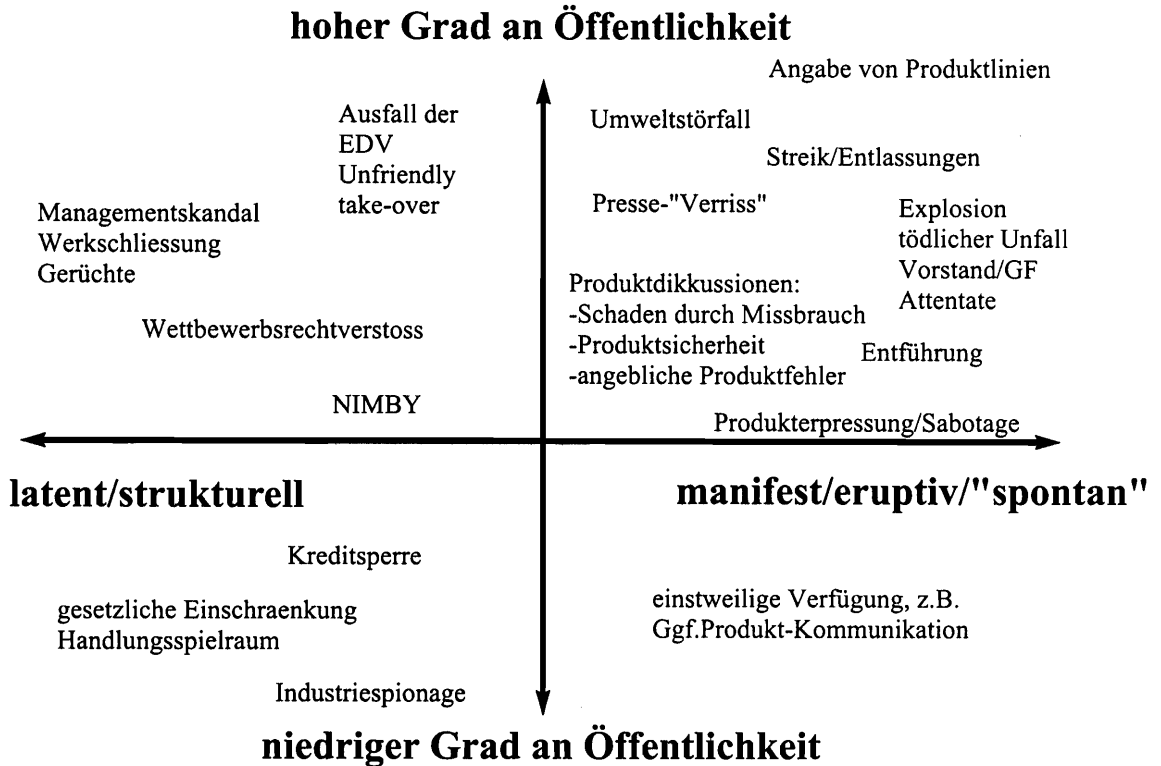 hoher Grad an Öffentlichkeit
Angabe von Produktlinien
Ausfall der
EDV
Unfriendly
take-over
Umweltstörfall
Streik/Entlassungen
Managementskandal
Werkschliessung
Gerüchte
Presse-"Verriss"
Explosion
tödlicher Unfall
Vorstand/GF
Attentate
Produktdikkussionen:
-Schaden durch Missbrauch
-Produktsicherheit
-angebliche Produktfehler
Wettbewerbsrechtverstoss
Entführung
NIMBY
Produkterpressung/Sabotage
latent/strukturell
manifest/eruptiv/"spontan"
Kreditsperre
gesetzliche Einschraenkung
Handlungsspielraum
einstweilige Verfügung, z.B.
Ggf.Produkt-Kommunikation
Industriespionage
niedriger Grad an Öffentlichkeit